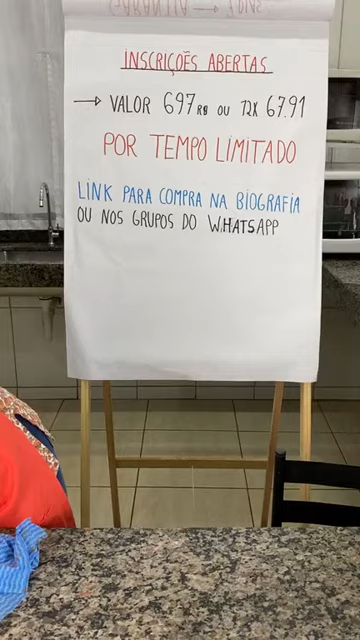 INSCRIÇÕES ABERTAS
→ VALOR 697R$ OU 12X 67.91
POR TEMPO LIMITADO
LINK PARA COMPRA NA BIOGRAFIA
OU NOS GRUPOS DO WHATSAPP